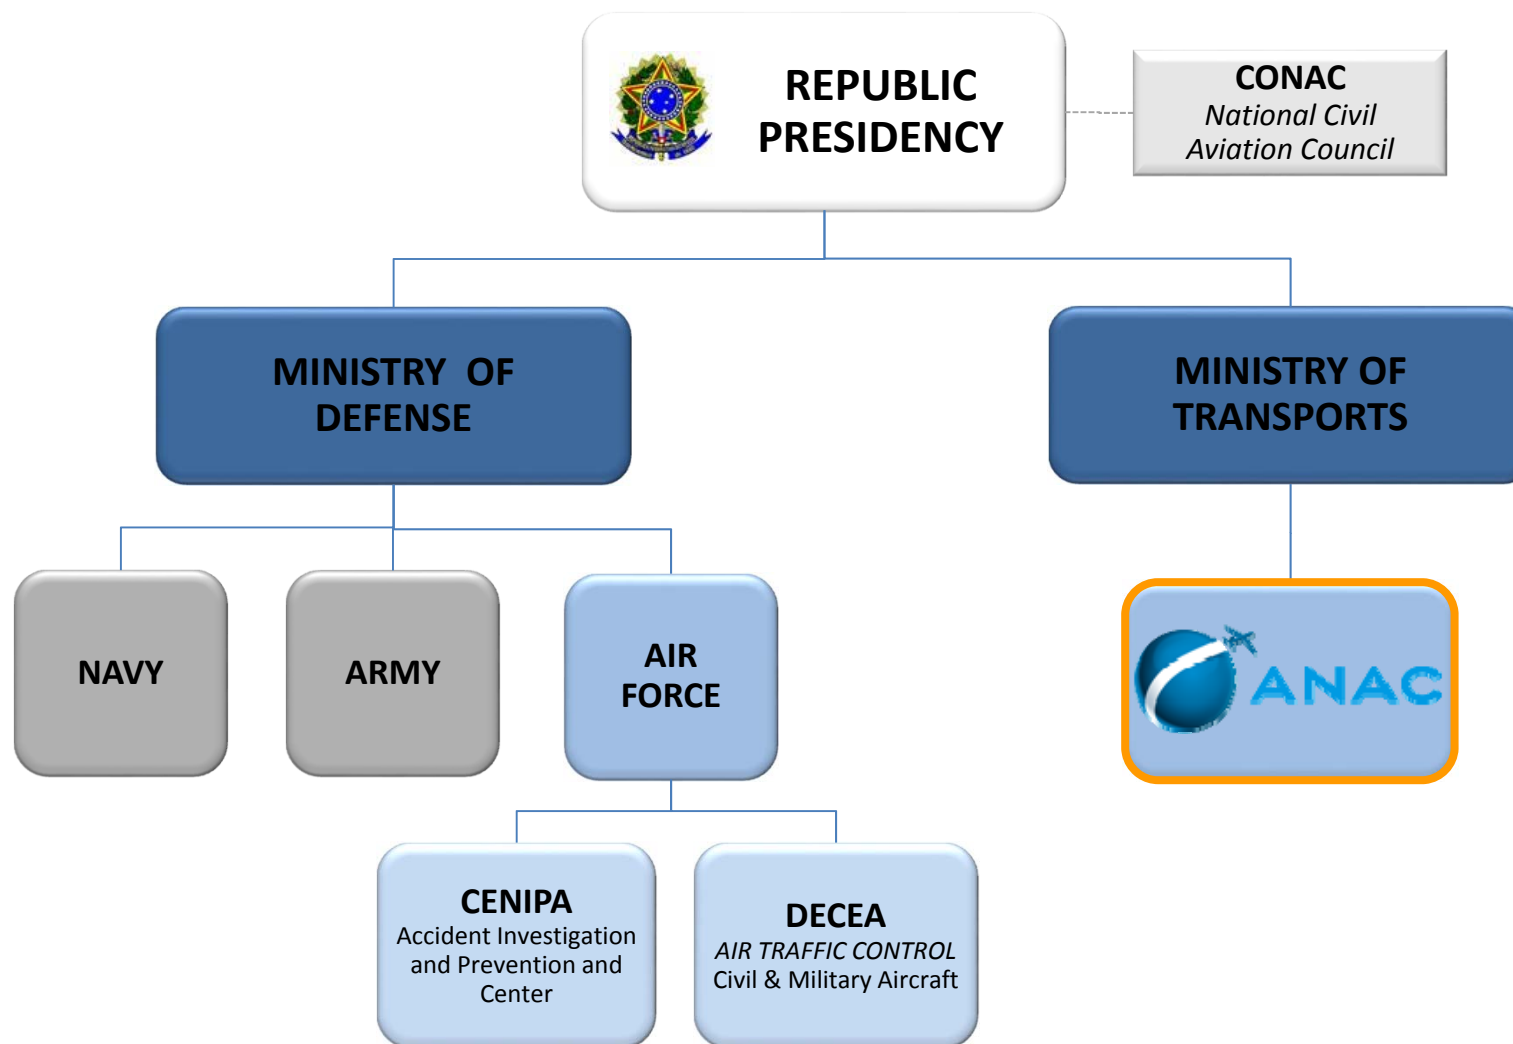 REPUBLIC
PRESIDENCY
CONAC
National Civil
Aviation Council
MINISTRY OF
DEFENSE
MINISTRY OF
TRANSPORTS
NAVY
ARMY
AIR
FORCE
ANAC
CENIPA
Accident Investigation
and Prevention and
Center
DECEA
AIR TRAFFIC CONTROL
Civil & Military Aircraft